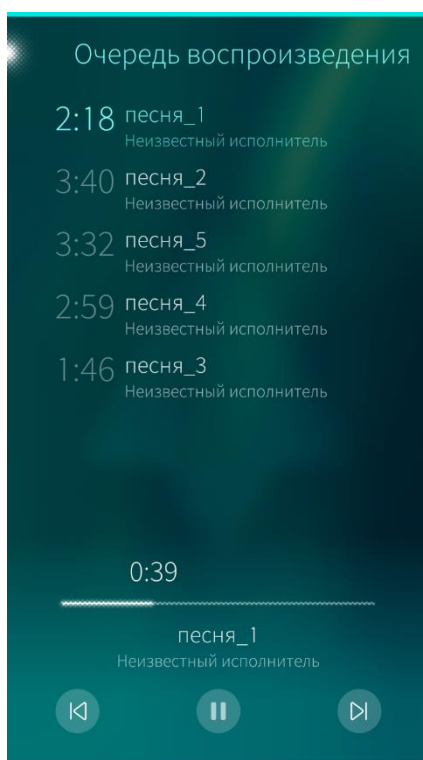 Очередь воспроизведения
2:18 песня_1
Неизвестный исполнитель
3:40 песня_2
Неизвестный исполнитель
3:32 песня_5
Неизвестный исполнитель
2:59 песня_4
Неизвестный исполнитель
1:46 песня_3
Неизвестный исполнитель
0:39
песня_1
Неизвестный исполнитель